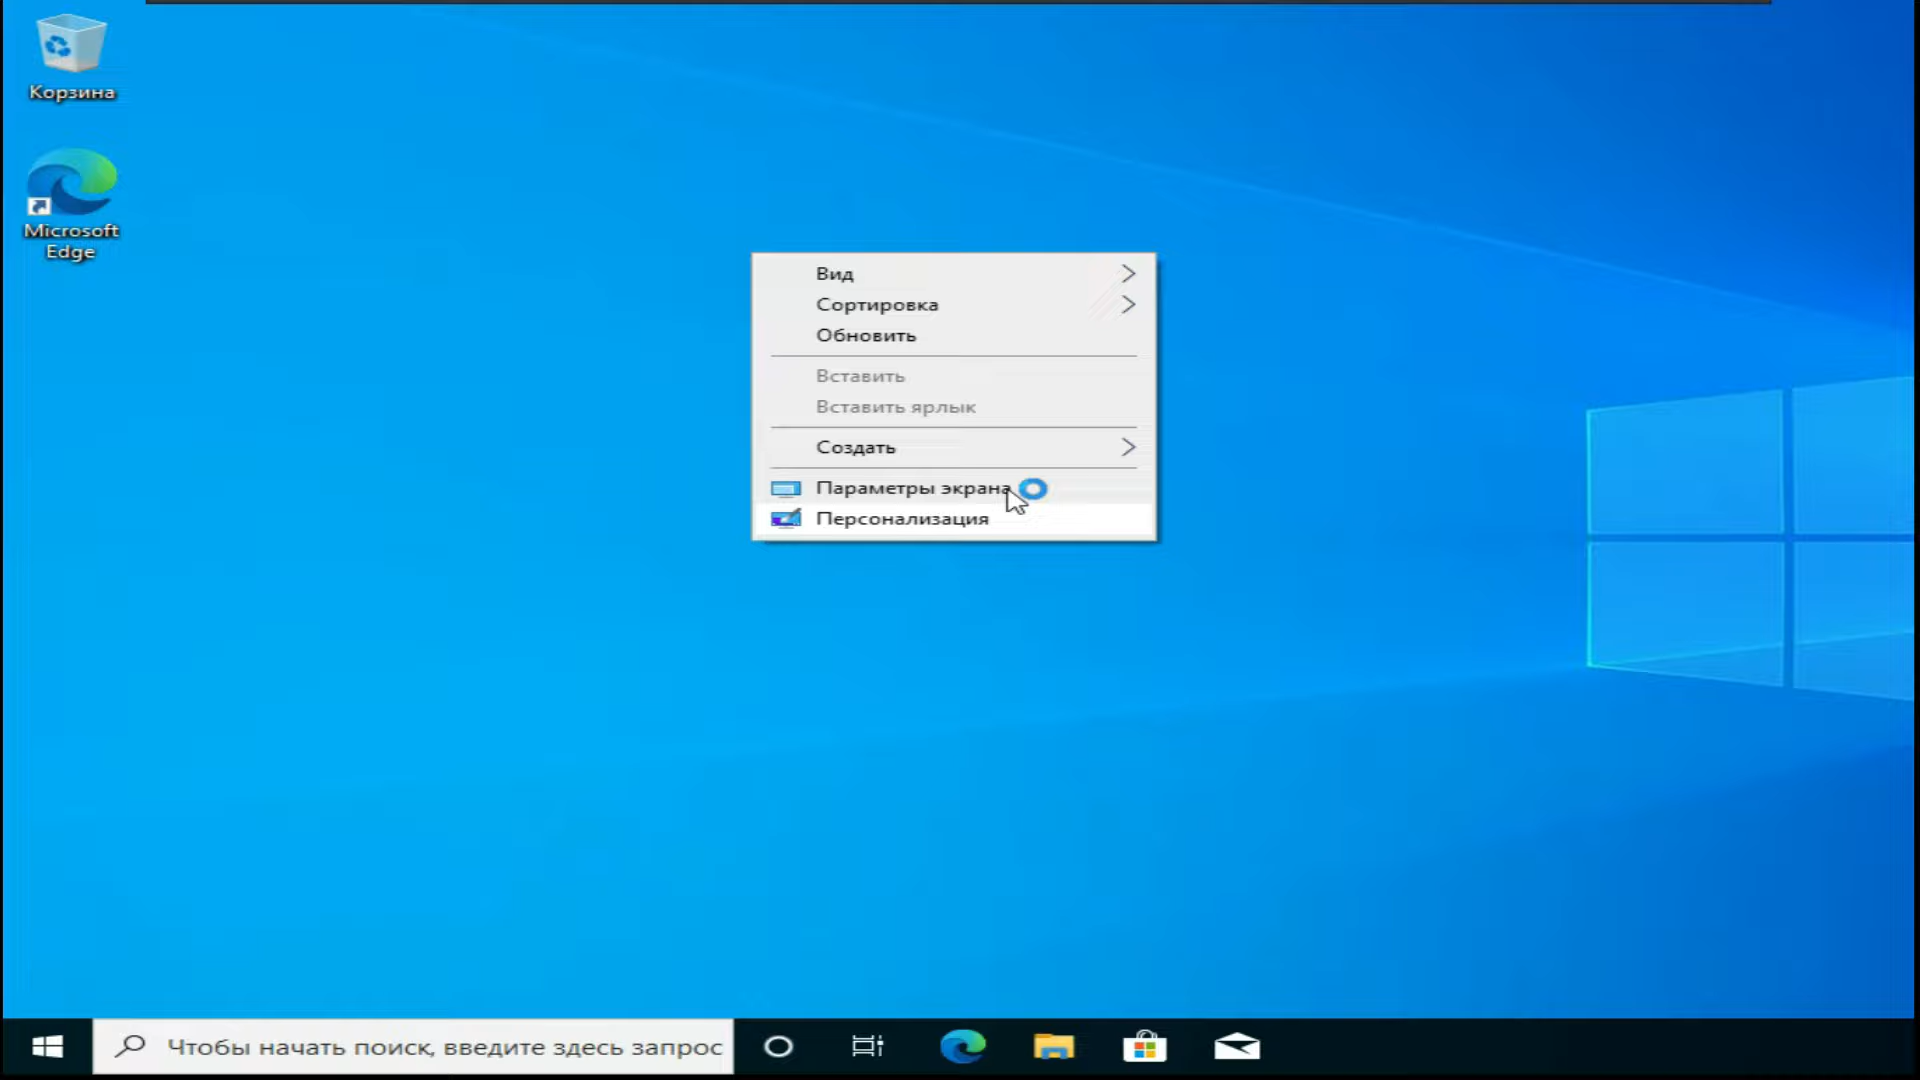 Корзина
Microsoft
Edge
Вид
Сортировка
Обновить
Вставить
Вставить ярлык
Создать
Параметры экрана
Персонализация
Чтобы начать поиск, введите здесь запрос